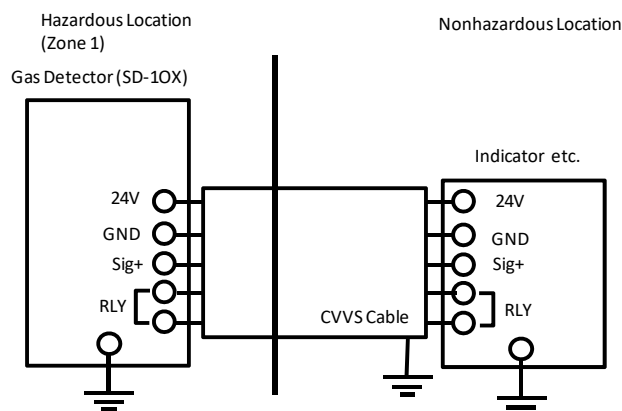 Hazardous Location
(Zone 1)
Nonhazardous Location
Gas Detector (SD-1OX)
Indicator etc.
24V
GND
Sig+
RLY
CVVS Cable
24V
GND
Sig+
RLY